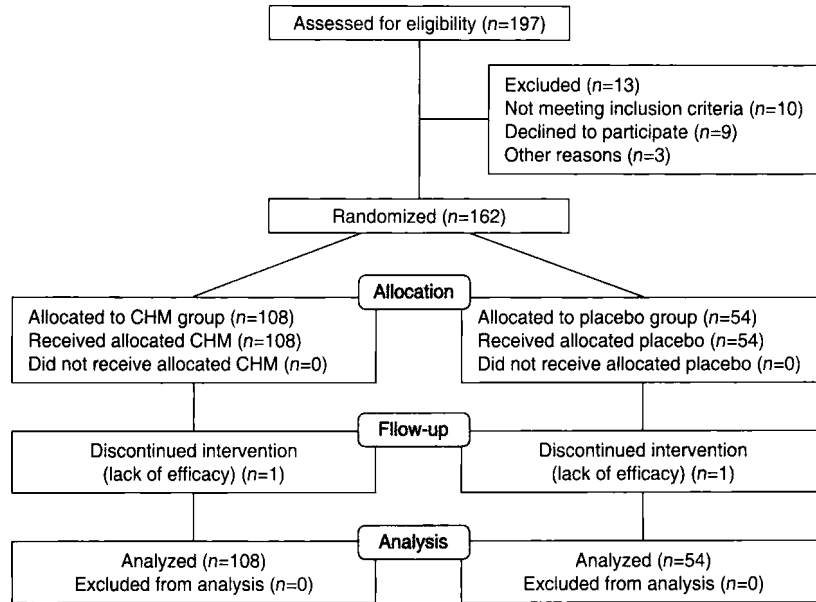 Assessed for eligibility (n=197)
Excluded (n=13)
Not meeting inclusion criteria (n=10)
Declined to participate (n=9)
Other reasons (n=3)
Randomized (n=162)
Allocation
Allocated to CHM group (n=108)
Received allocated CHM (n=108)
Did not receive allocated CHM (n=0)
Allocated to placebo group (n=54)
Received allocated placebo (n=54)
Did not receive allocated placebo (n=0)
Fllow-up
Discontinued intervention
(lack of efficacy) (n=1)
Discontinued intervention
(lack of efficacy) (n=1)
Analysis
Analyzed (n=108)
Excluded from analysis (n=0)
Analyzed (n=54)
Excluded from analysis (n=0)